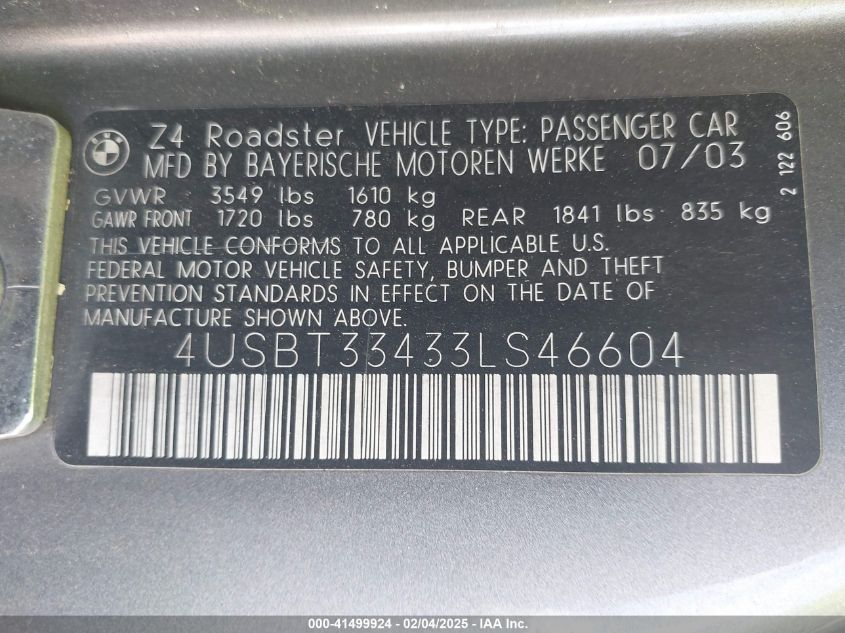 Z4 Roadster VEHICLE TYPE: PASSENGER CAR
MFD BY BAYERISCHE MOTOREN WERKE 07/03
GVWR 3549 lbs 1610 kg
GAWR FRONT 1720 lbs 780 kg REAR 1841 lbs 835 kg
THIS VEHICLE CONFORMS TO ALL APPLICABLE U.S.
FEDERAL MOTOR VEHICLE SAFETY, BUMPER AND THEFT
PREVENTION STANDARDS IN EFFECT ON THE DATE OF
MANUFACTURE SHOWN ABOVE.
4USBT33433LS46604
2 122 606
000-41499924 - 02/04/2025 - IAA Inc.